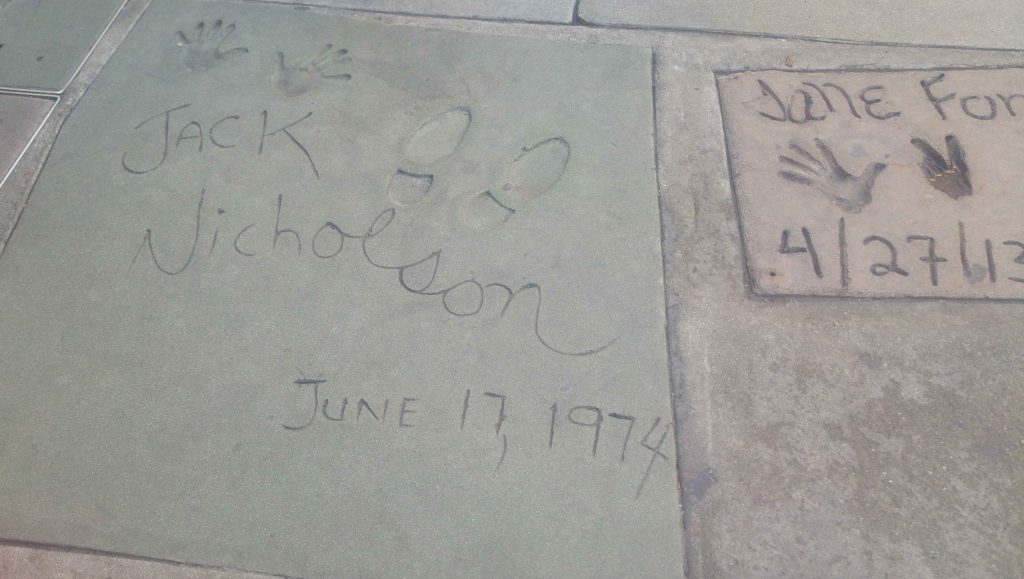 JACK
Nicholson
JUNE 17, 1974
JANE FON
4/27/13